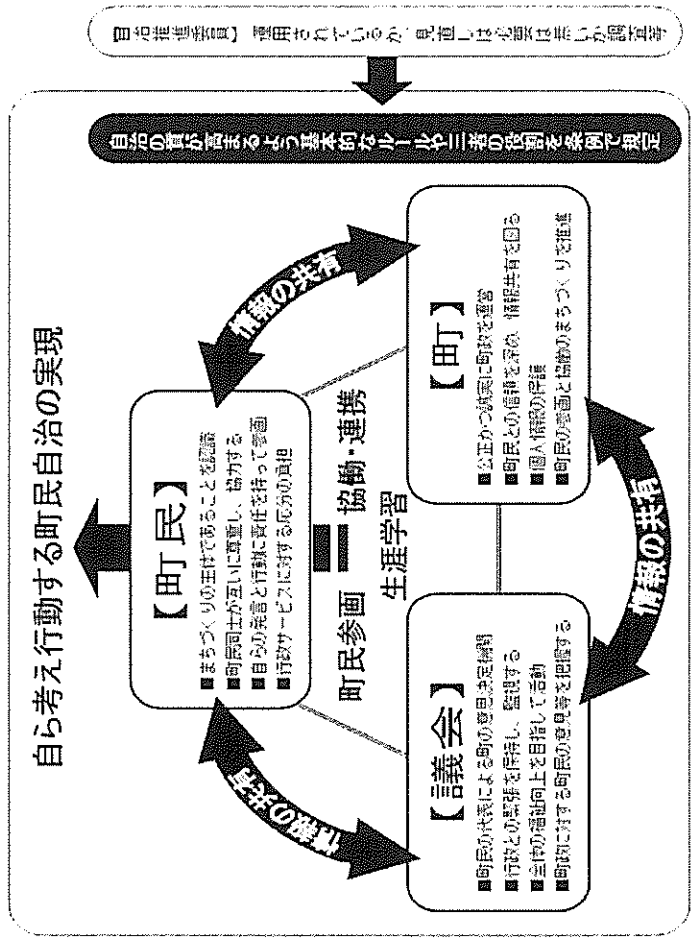 自ら考え行動する町民自治の実現
【町民】
■まちづくりの主体であることを認識
■町民同士が互いに尊重し、協力する
■自らの発言と行動に責任を持って参画
■行政サービスに対する応分の負担
情報の共有
情報の共有
町民参画 協働・連携
生涯学習
【議会】
■町民の代表による町の意思決定機関
■行政との緊張を保持し、監視する
■全体の福祉向上を目指して活動
■町政に対する町民の意見等を把握する
【町】
■公正かつ誠実に町政を運営
■町民との信頼を深め、情報共有を図る
■個人情報の保護
■町民の参画と協働のまちづくりを推進
情報の共有
自治の質が高まるよう基本的なルールや三者の役割を条例で規定
【自治推進委員】 運用されているか、見直しは必要は無いか調査等